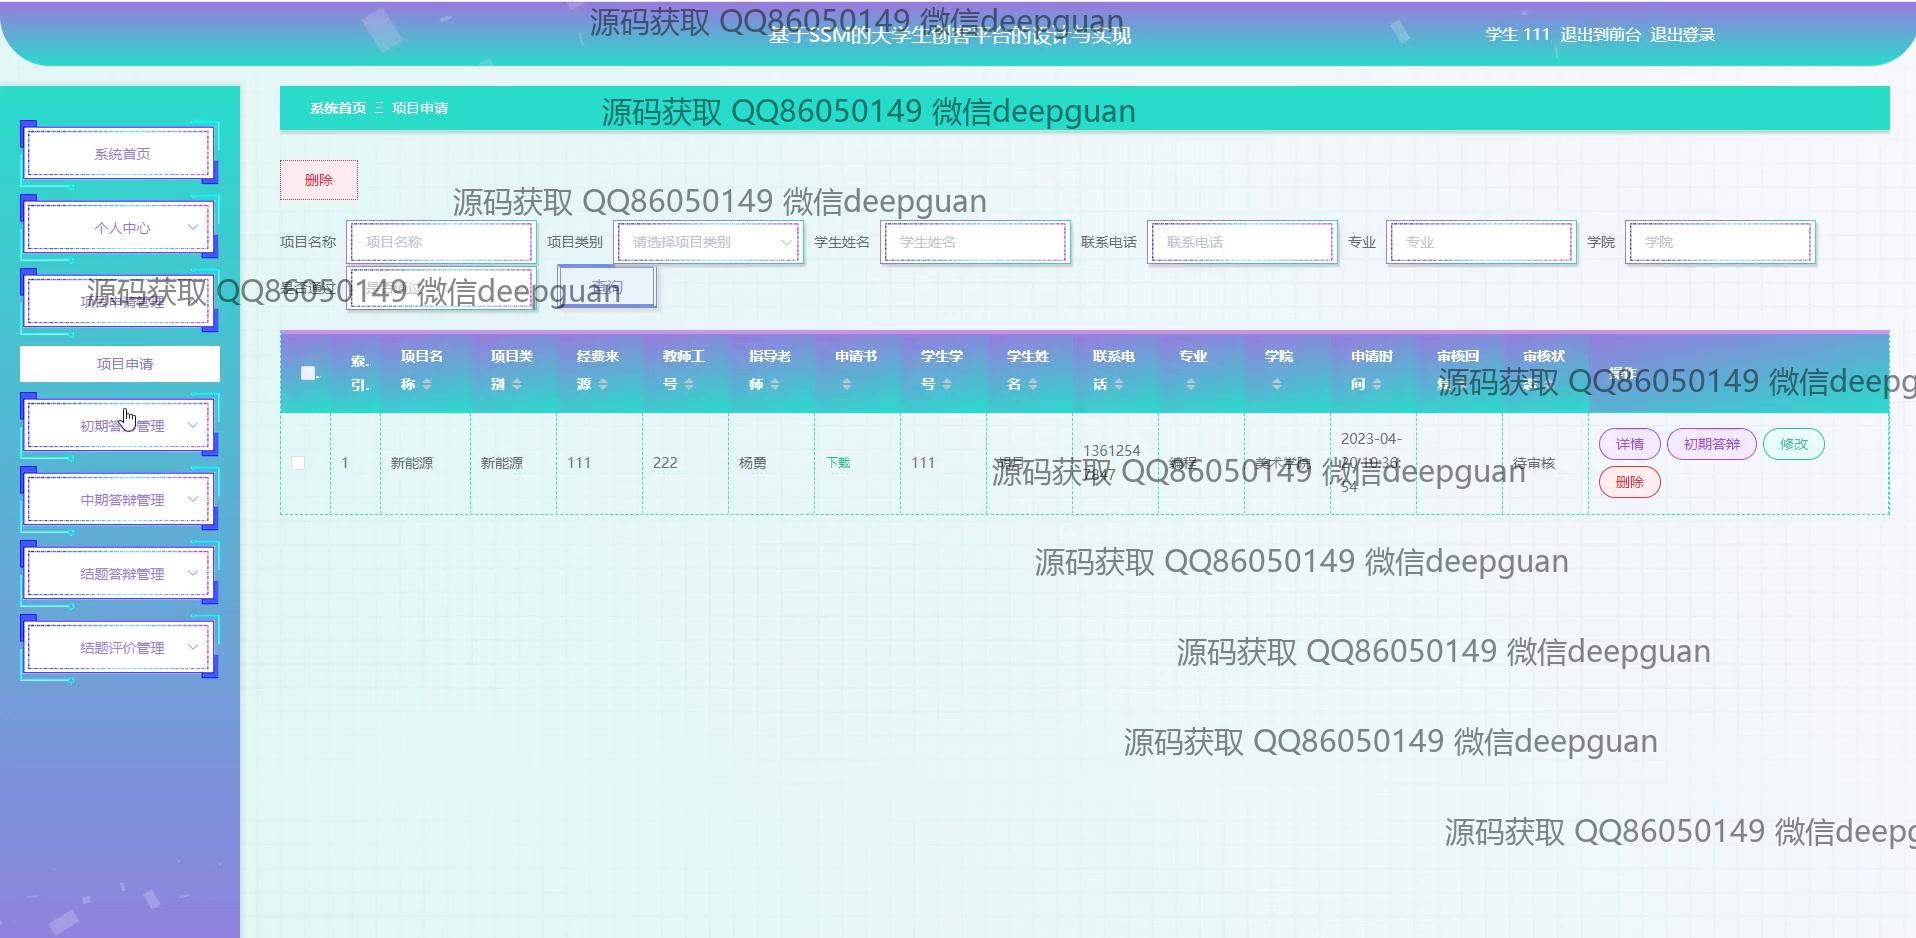 源码获取 QQ86050149 微信deepguan
基于SSM的大学生创客平台的设计与实现
学生 111 退出到前台 退出登录
系统首页 项目申请
源码获取 QQ86050149 微信deepguan
删除
源码获取 QQ86050149 微信deepguan
项目名称 项目名称 项目类别 请选择项目类别 学生姓名 学生姓名 联系电话 联系电话 专业 专业 学院 学院
是否通过 是否通过 查询
源码获取 QQ86050149 微信deepguan
系统首页
个人中心
项目申请管理
项目申请
初期答辩管理
中期答辩管理
结题答辩管理
结题评价管理
索引 项目名称 项目类别 经费来源 教师工号 指导老师 申请书 学生学号 学生姓名 联系电话 专业 学院 申请时间 审核回复 审核状态 操作
源码获取 QQ86050149 微信deepg
1 新能源 新能源 111 222 杨勇 下载 111 13612547847 编程 美术学院 2023-04-20 19:36:54 待审核 详情 初期答辩 修改
删除
源码获取 QQ86050149 微信deepguan
源码获取 QQ86050149 微信deepguan
源码获取 QQ86050149 微信deepguan
源码获取 QQ86050149 微信deepguan
源码获取 QQ86050149 微信deepg